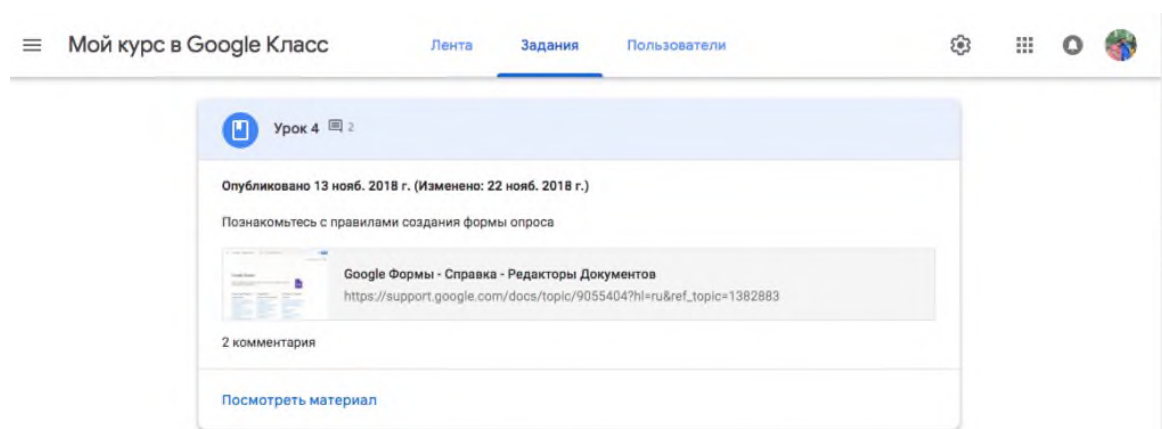 Мой курс в Google Класс
Лента
Задания
Пользователи
Урок 4 2
Опубликовано 13 нояб. 2018 г. (Изменено: 22 нояб. 2018 г.)
Познакомьтесь с правилами создания формы опроса
Google Формы - Справка - Редакторы Документов
https://support.google.com/docs/topic/9055404?hl=ru&ref_topic=1382883
2 комментария
Посмотреть материал